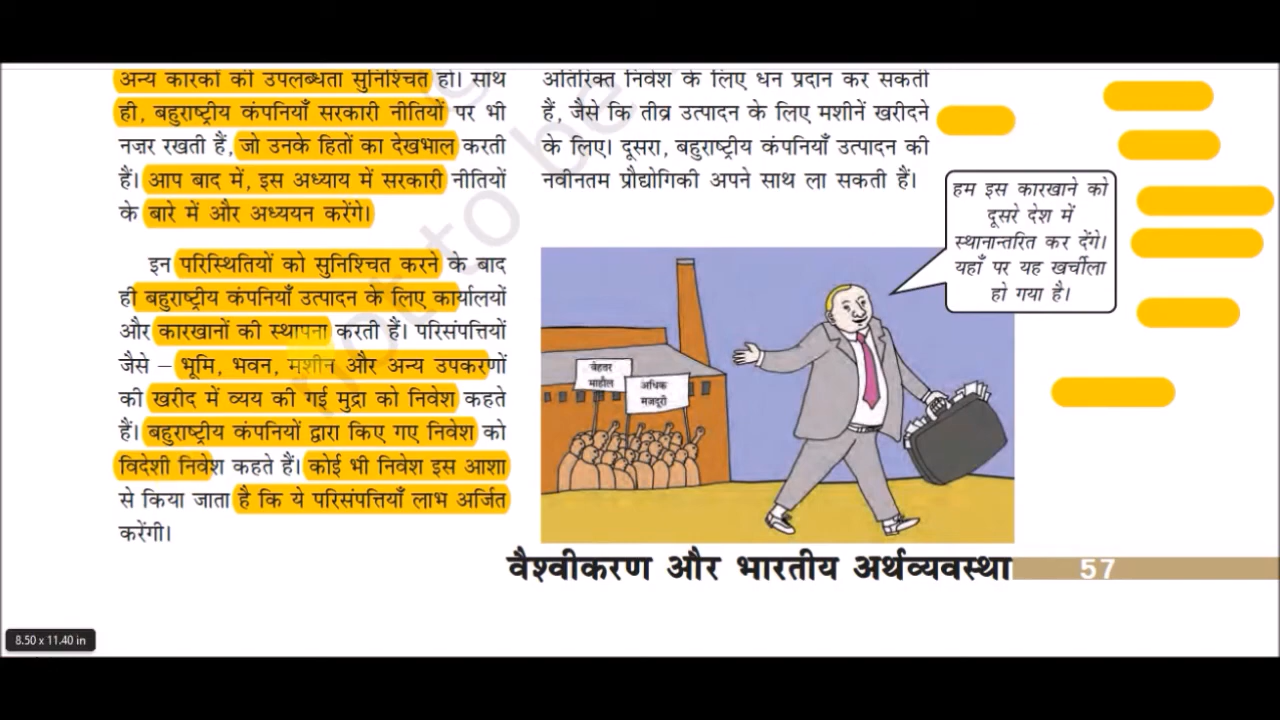 अन्य कारकों की उपलब्धता सुनिश्चित हो। साथ
ही, बहुराष्ट्रीय कंपनियाँ सरकारी नीतियों पर भी
नज़र रखती हैं, जो उनके हितों का देखभाल करती
हैं। आप बाद में, इस अध्याय में सरकारी नीतियों
के बारे में और अध्ययन करेंगे।
इन परिस्थितियों को सुनिश्चित करने के बाद
ही बहुराष्ट्रीय कंपनियाँ उत्पादन के लिए कार्यालयों
और कारखानों की स्थापना करती हैं। परिसंपत्तियों
जैसे – भूमि, भवन, मशीन और अन्य उपकरणों
की खरीद में व्यय की गई मुद्रा को निवेश कहते
हैं। बहुराष्ट्रीय कंपनियों द्वारा किए गए निवेश को
विदेशी निवेश कहते हैं। कोई भी निवेश इस आशा
से किया जाता है कि ये परिसंपत्तियाँ लाभ अर्जित
करेंगी।
अतिरिक्त निवेश के लिए धन प्रदान कर सकती
हैं, जैसे कि तीव्र उत्पादन के लिए मशीनें खरीदने
के लिए। दूसरा, बहुराष्ट्रीय कंपनियाँ उत्पादन की
नवीनतम प्रौद्योगिकी अपने साथ ला सकती हैं।
हम इस कारखाने को
दूसरे देश में
स्थानान्तरित कर देंगे।
यहाँ पर यह खर्चीला
हो गया है।
बेहतर
माहौल
अधिक
मजदूरी
वैश्वीकरण और भारतीय अर्थव्यवस्था 57
not to be
8.50 x 11.40 in